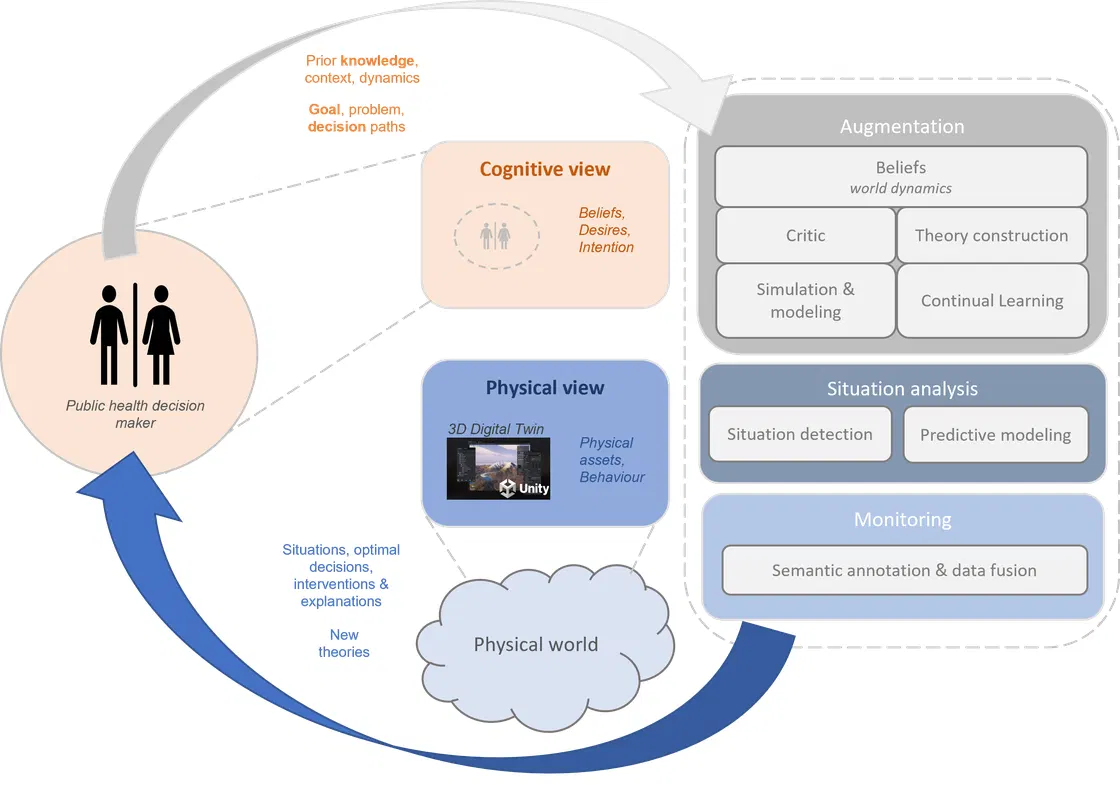 Prior knowledge,
context, dynamics
Goal, problem,
decision paths
Cognitive view
Beliefs,
Desires,
Intention
Public health decision
maker
Physical view
3D Digital Twin
Unity
Physical
assets,
Behaviour
Situations, optimal
decisions,
interventions &
explanations
New
theories
Physical world
Augmentation
Beliefs
world dynamics
Critic
Theory construction
Simulation &
modeling
Continual Learning
Situation analysis
Situation detection
Predictive modeling
Monitoring
Semantic annotation & data fusion